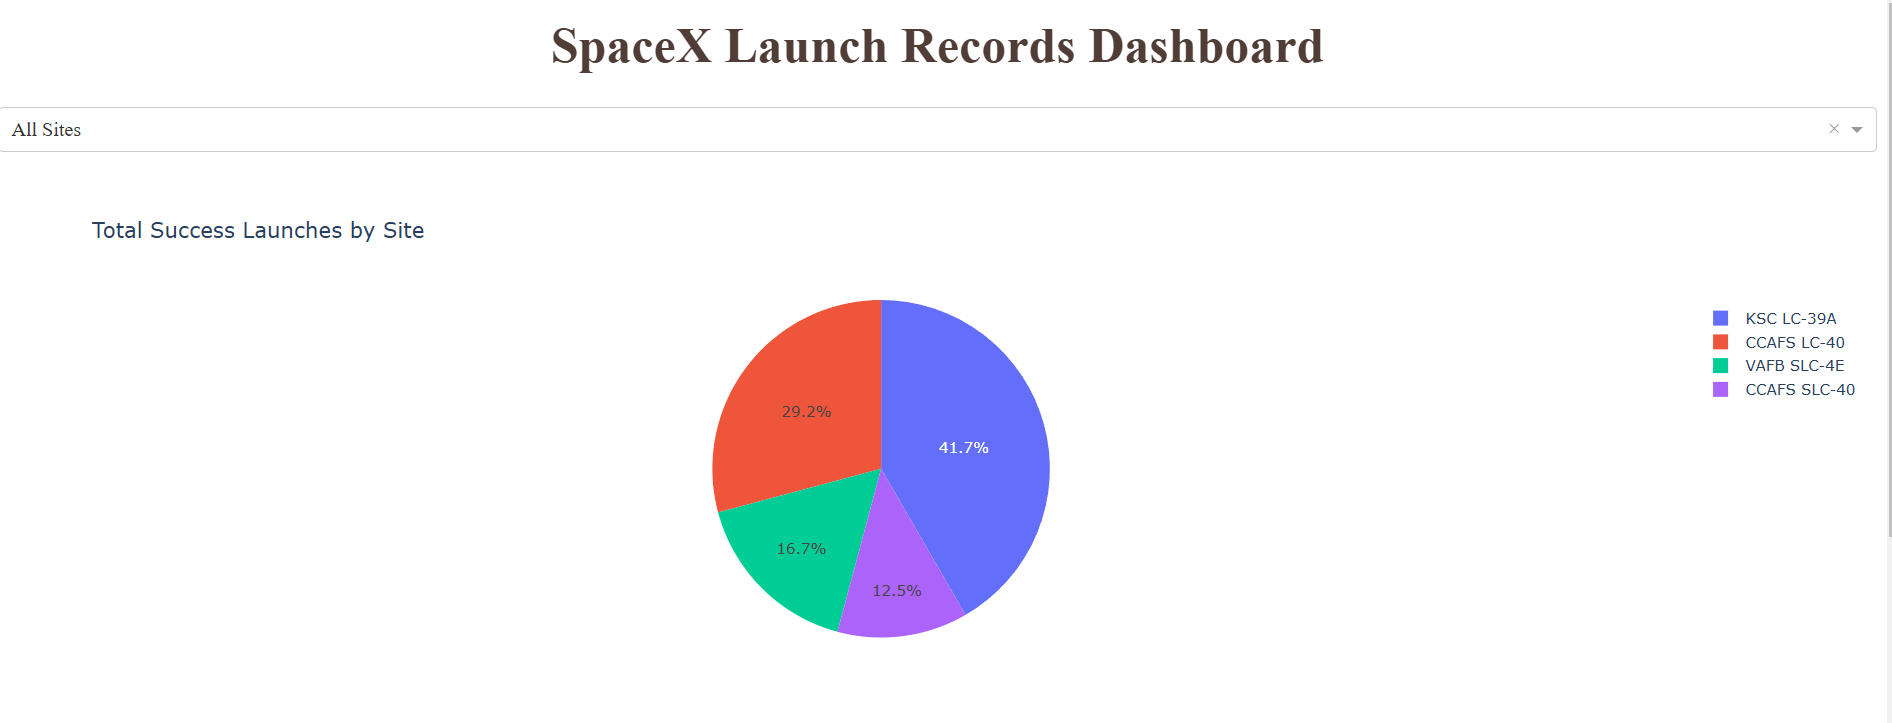 SpaceX Launch Records Dashboard
All Sites
×
Total Success Launches by Site
KSC LC-39A
CCAFS LC-40
VAFB SLC-4E
CCAFS SLC-40
29.2%
41.7%
16.7%
12.5%